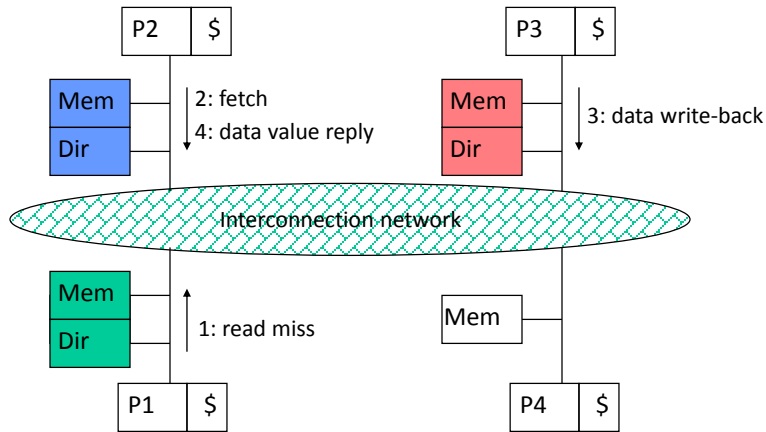 P2 $
P3 $
Mem
Dir
2: fetch
4: data value reply
Mem
Dir
3: data write-back
Interconnection network
Mem
Dir
1: read miss
Mem
P1 $
P4 $